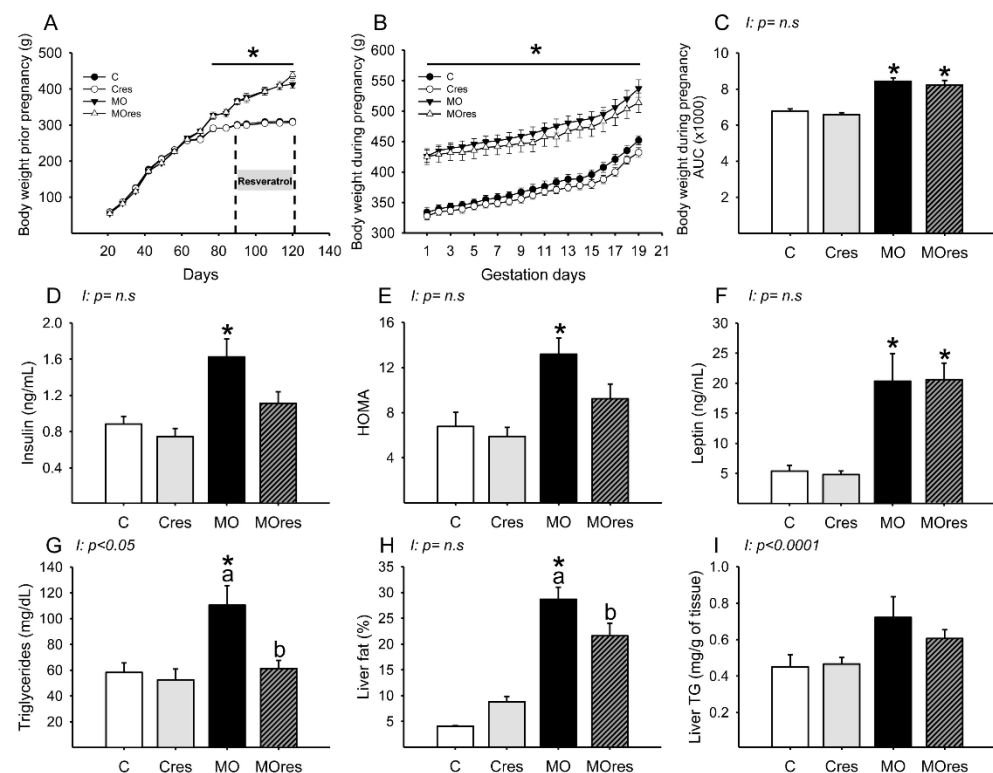 A
*
Body weight prior pregnancy (g)
500
400
300
200
100
C
Cres
MO
MOres
Resveratrol
20 40 60 80 100 120 140
Days
B
*
Body weight during pregnancy (g)
600
550
500
450
400
350
300
C
Cres
MO
MOres
1 3 5 7 9 11 13 15 17 19 21
Gestation days
C I: p= n.s
Body weight during pregnancy
AUC (x1000)
10
8
6
4
2
* *
C Cres MO MOres
D I: p= n.s
Insulin (ng/mL)
2.0
1.6
1.2
0.8
0.4
*
C Cres MO MOres
E I: p= n.s
HOMA
16
12
8
4
*
C Cres MO MOres
F I: p= n.s
Leptin (ng/mL)
30
25
20
15
10
5
* *
C Cres MO MOres
G I: p<0.05
Triglycerides (mg/dL)
140
120
100
80
60
40
20
*
a
b
C Cres MO MOres
H I: p= n.s
Liver fat (%)
35
30
25
20
15
10
5
*
a
b
C Cres MO MOres
I I: p<0.0001
Liver TG (mg/g of tissue)
1.0
0.8
0.6
0.4
0.2
C Cres MO MOres